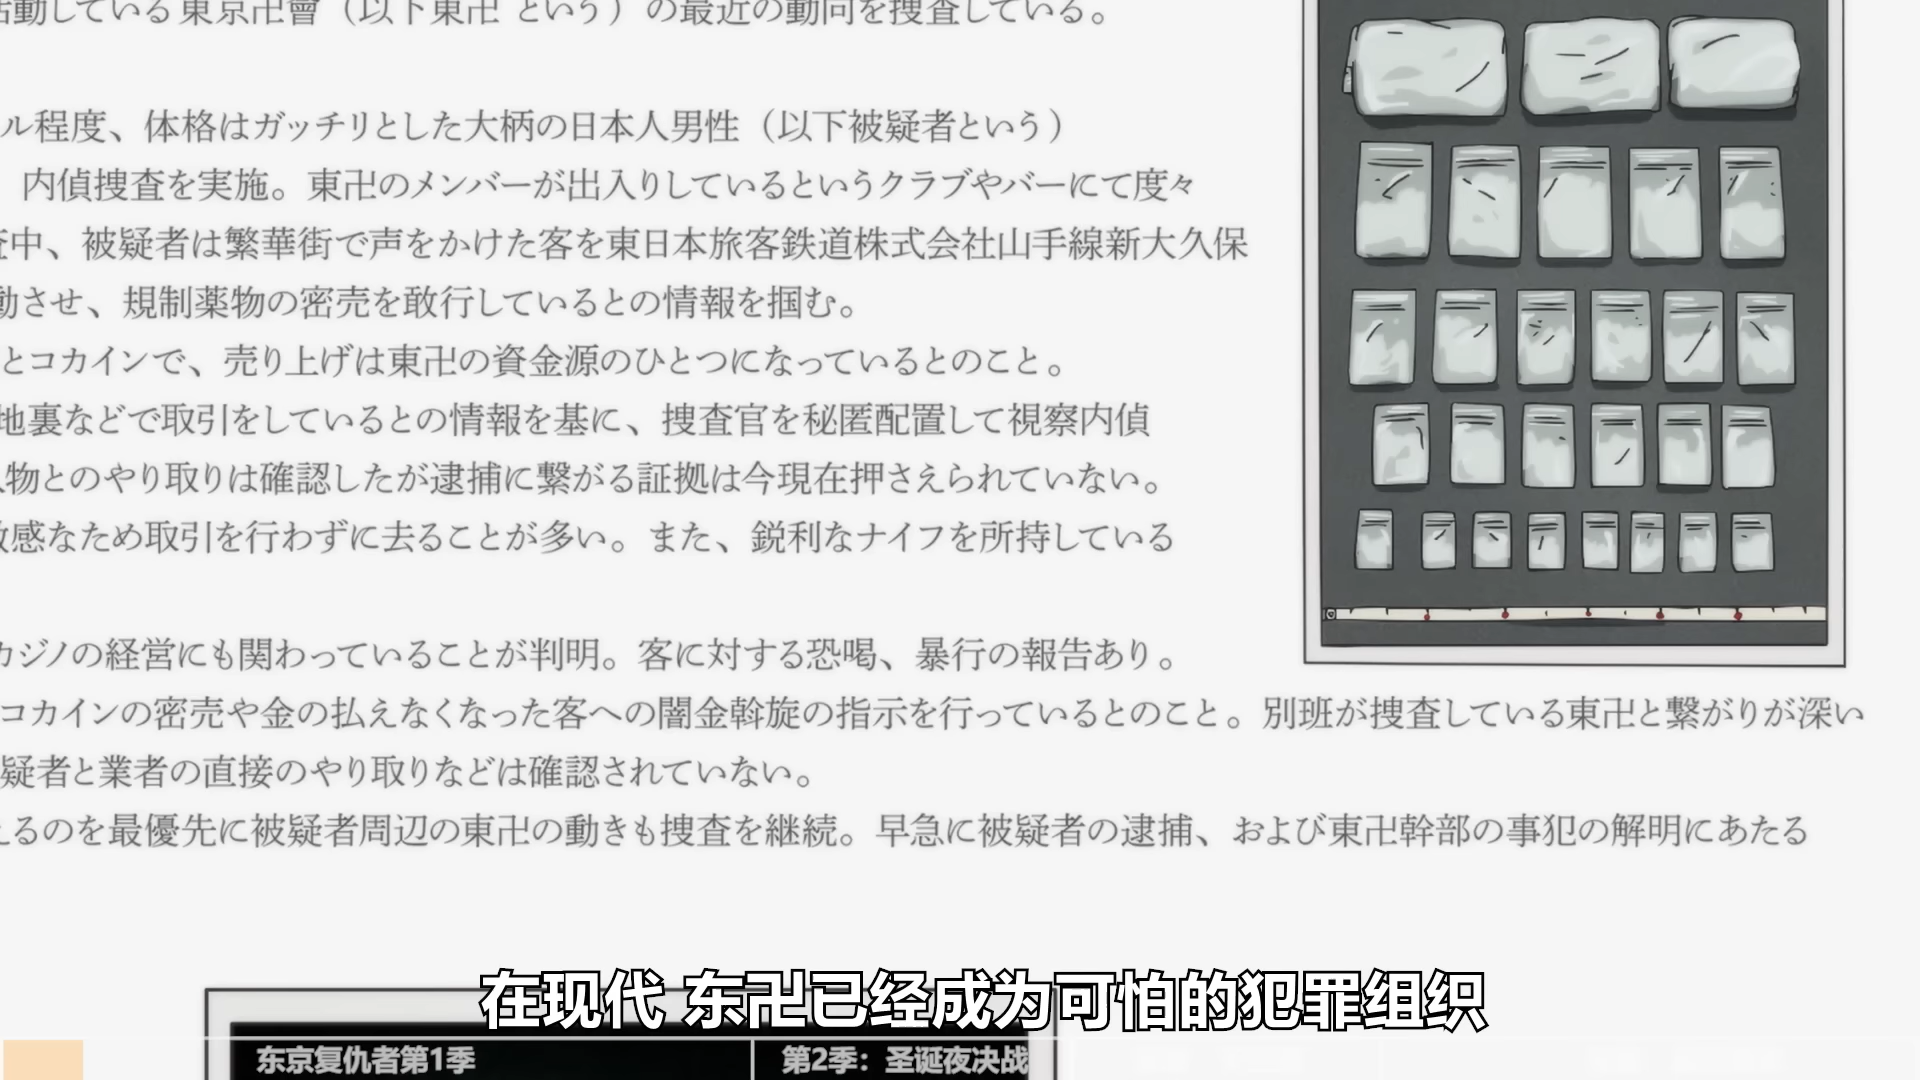 活動している東京卍會（以下東卍 という）の最近の動向を捜査している。
ル程度、体格はガッチリとした大柄の日本人男性（以下被疑者という）
内偵捜査を実施。東卍のメンバーが出入りしているというクラブやバーにて度々
査中、被疑者は繁華街で声をかけた客を東日本旅客鉄道株式会社山手線新大久保
動させ、規制薬物の密売を敢行しているとの情報を掴む。
とコカインで、売り上げは東卍の資金源のひとつになっているとのこと。
地裏などで取引をしているとの情報を基に、捜査官を秘匿配置して視察内偵
物とのやり取りは確認したが逮捕に繋がる証拠は今現在押さえられていない。
敏感なため取引を行わずに去ることが多い。また、鋭利なナイフを所持している
カジノの経営にも関わっていることが判明。客に対する恐喝、暴行の報告あり。
コカインの密売や金の払えなくなった客への闇金斡旋の指示を行っているとのこと。別班が捜査している東卍と繋がりが深い
疑者と業者の直接のやり取りなどは確認されていない。
えるのを最優先に被疑者周辺の東卍の動きも捜査を継続。早急に被疑者の逮捕、および東卍幹部の事犯の解明にあたる
在现代 东卍已经成为可怕的犯罪组织
东京复仇者第1季
第2季：圣诞夜决战